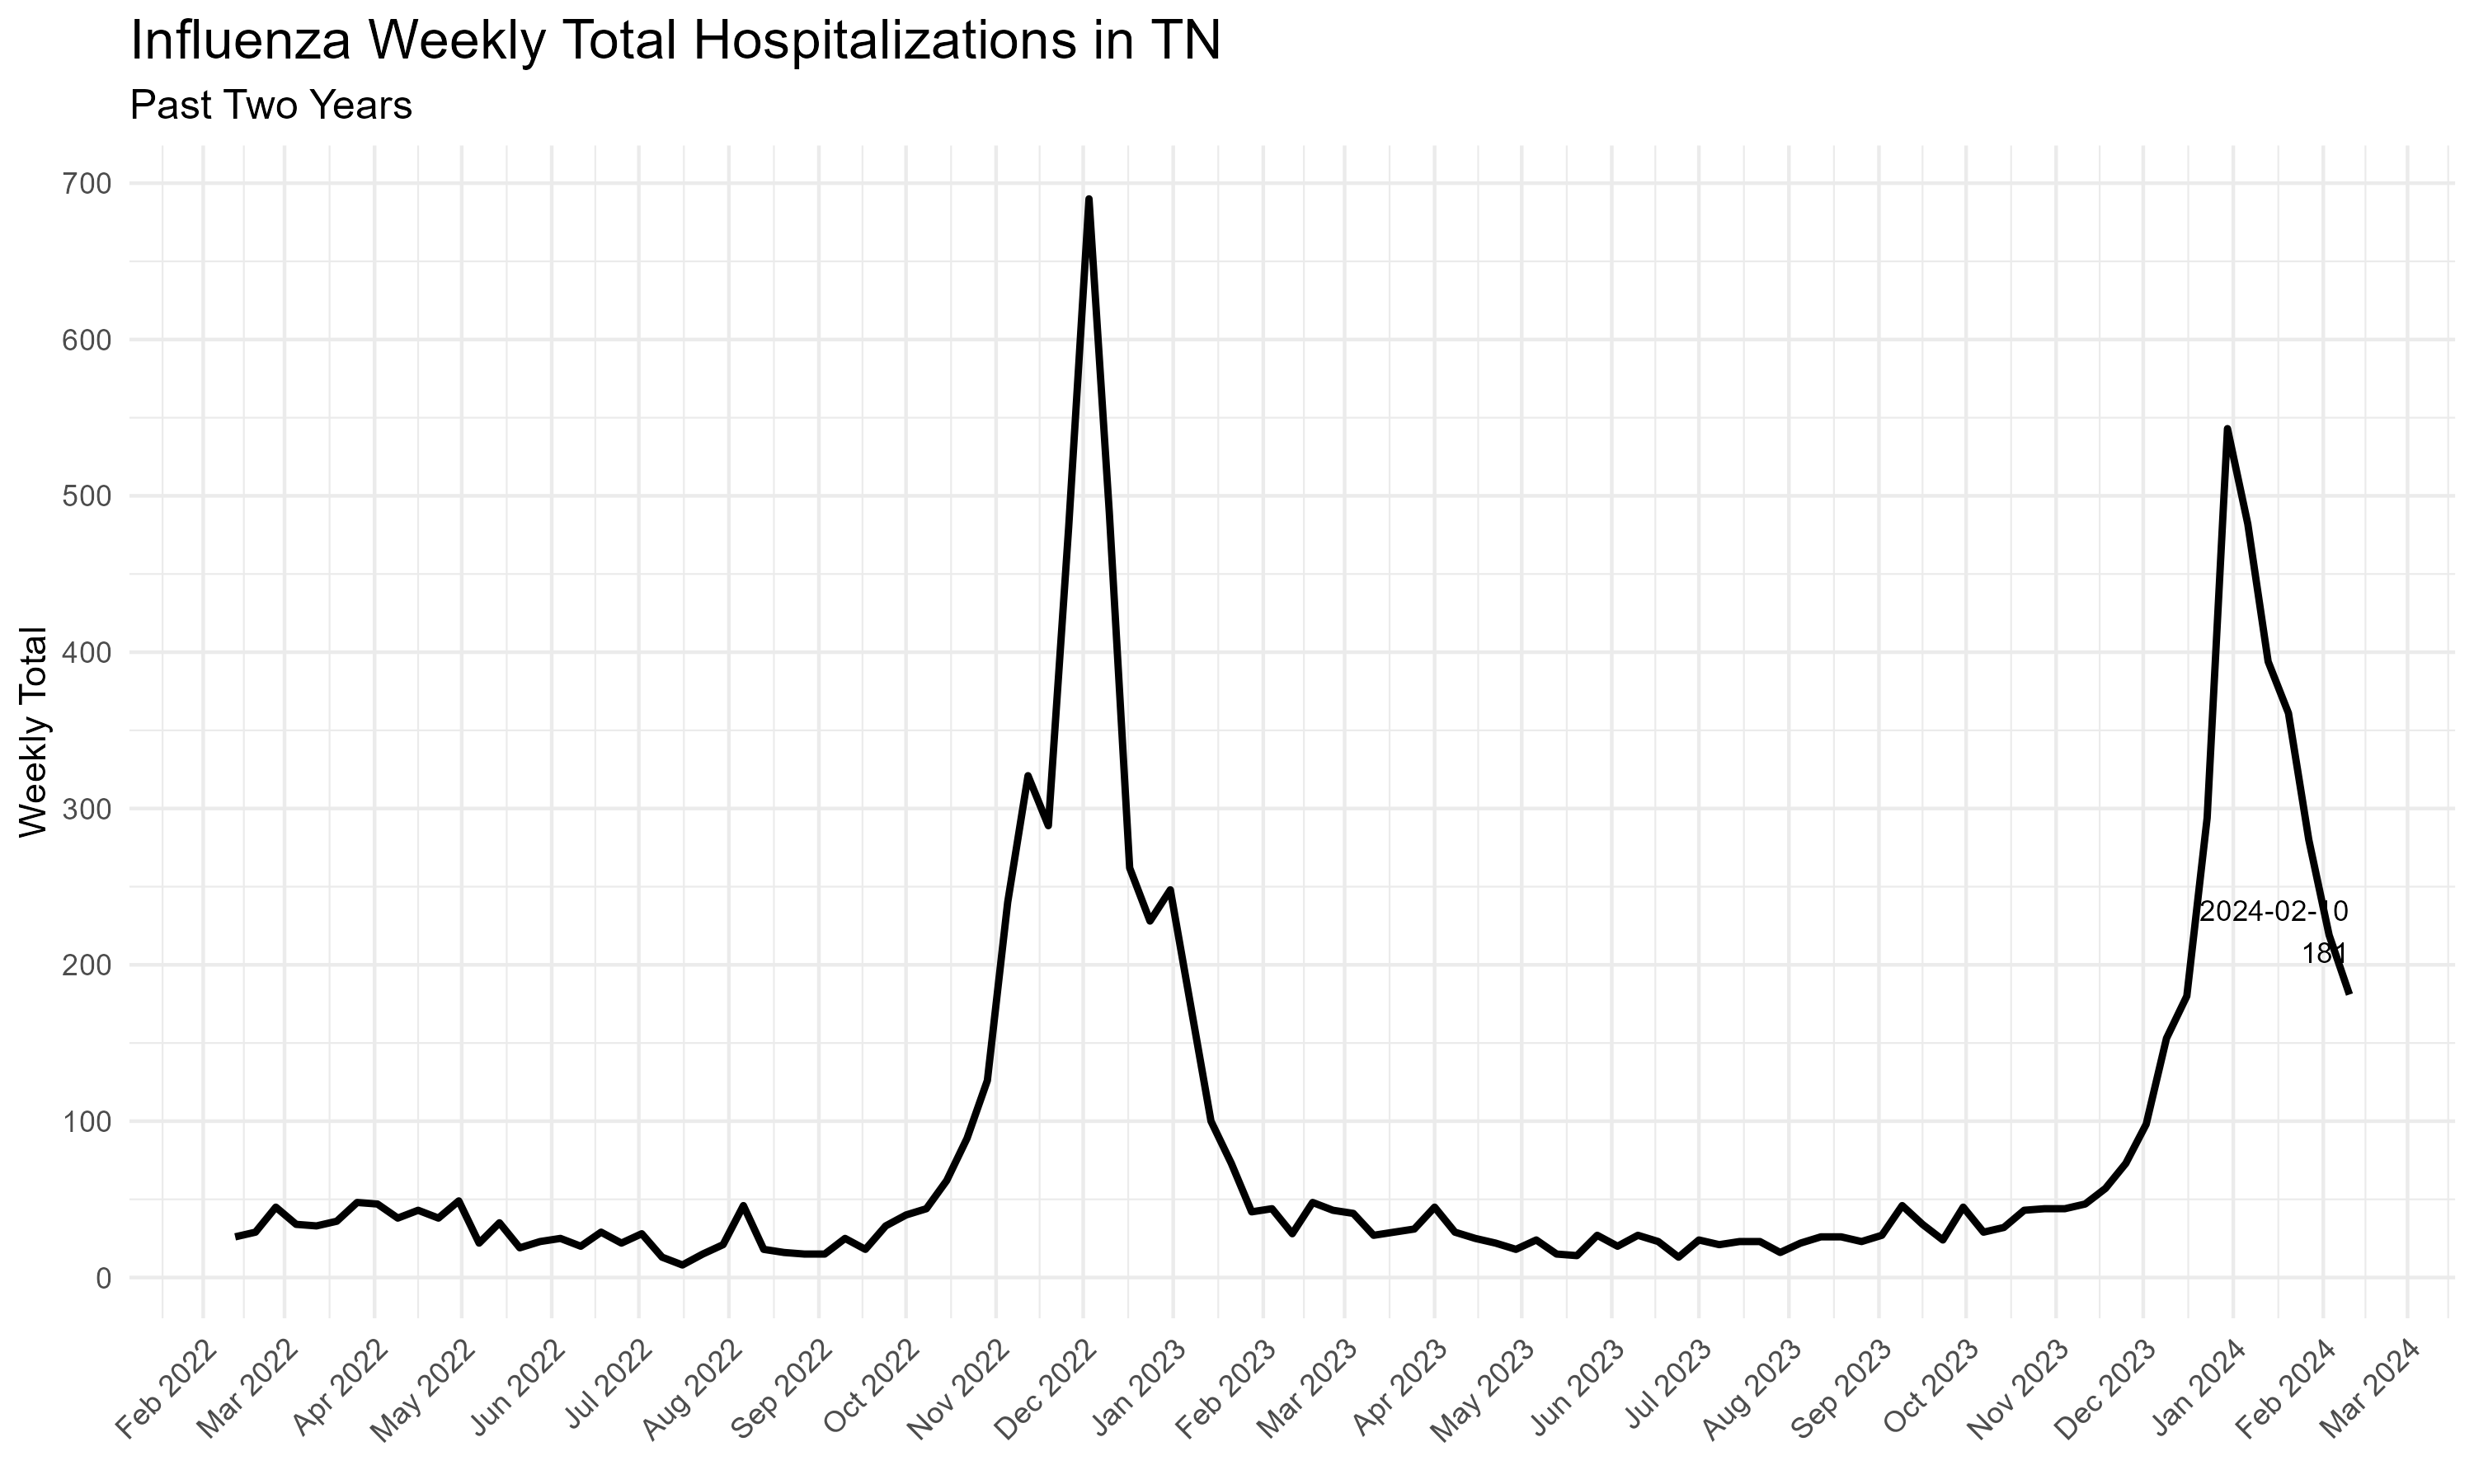 Influenza Weekly Total Hospitalizations in TN
Past Two Years
Weekly Total
700
600
500
400
300
200
100
0
2024-02-10
181
Feb 2022
Mar 2022
Apr 2022
May 2022
Jun 2022
Jul 2022
Aug 2022
Sep 2022
Oct 2022
Nov 2022
Dec 2022
Jan 2023
Feb 2023
Mar 2023
Apr 2023
May 2023
Jun 2023
Jul 2023
Aug 2023
Sep 2023
Oct 2023
Nov 2023
Dec 2023
Jan 2024
Feb 2024
Mar 2024